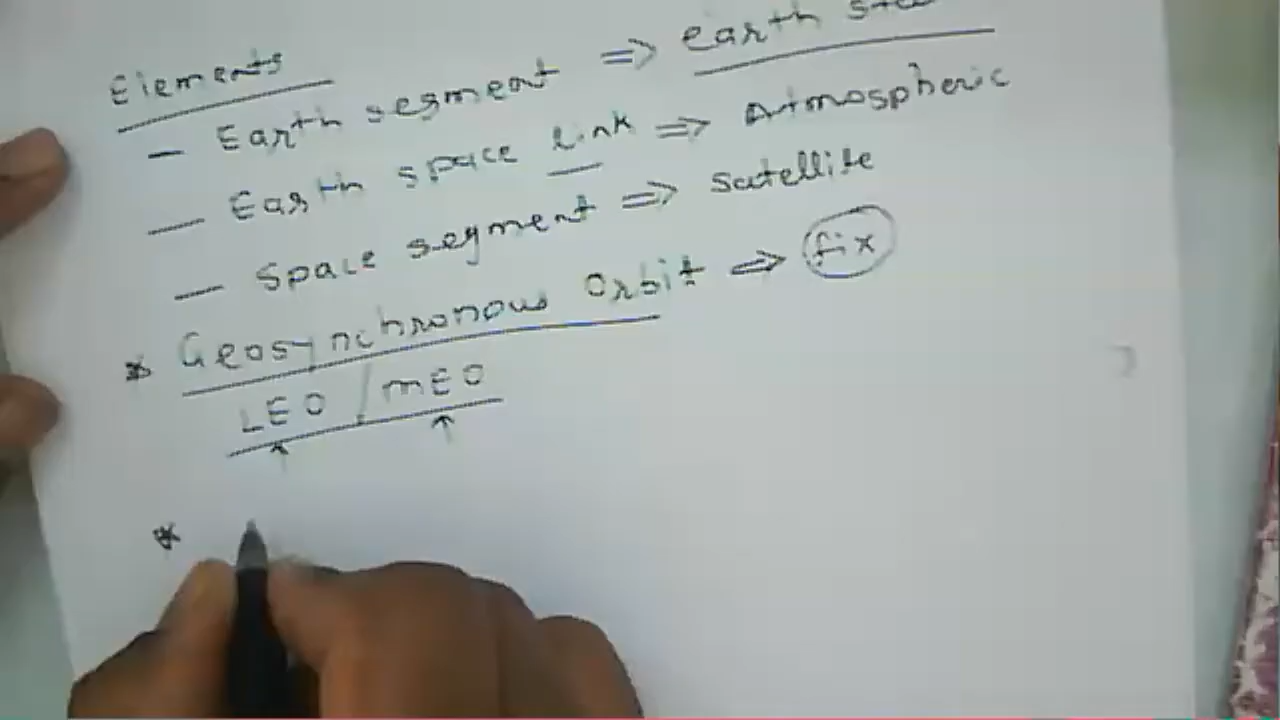 Elements
— Earth segment => earth
— Earth space link => Atmospheric
— Space segment => Satellite
* Geosynchronous Orbit => fix
LEO / MEO
*